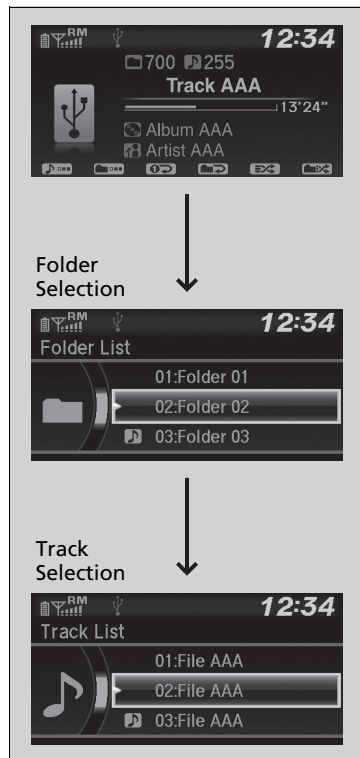 RM 12:34
700 255
Track AAA
13'24"
Album AAA
Artist AAA
Folder
Selection
RM 12:34
Folder List
01:Folder 01
02:Folder 02
03:Folder 03
Track
Selection
RM 12:34
Track List
01:File AAA
02:File AAA
03:File AAA